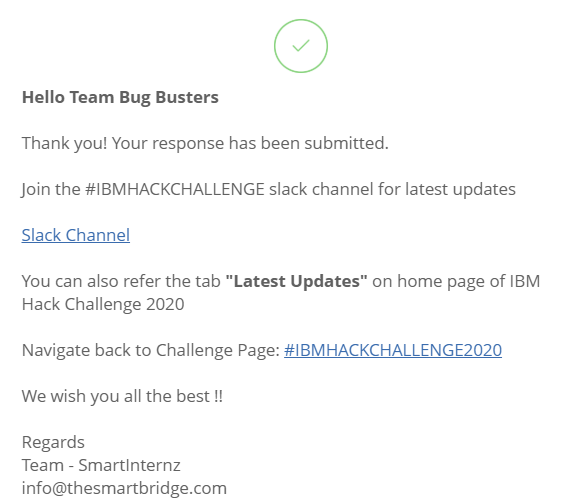 Hello Team Bug Busters
Thank you! Your response has been submitted.
Join the #IBMHACKCHALLENGE slack channel for latest updates
Slack Channel
You can also refer the tab "Latest Updates" on home page of IBM
Hack Challenge 2020
Navigate back to Challenge Page: #IBMHACKCHALLENGE2020
We wish you all the best !!
Regards
Team - SmartInternz
info@thesmartbridge.com